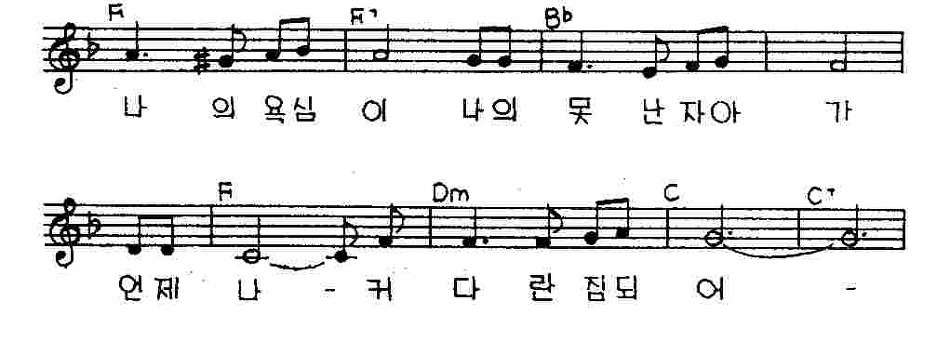 F F7 Bb
나 의 욕심 이 나의 못 난 자아 가
F Dm C C7
언제 나 - 커 다 란 짐되 어 -